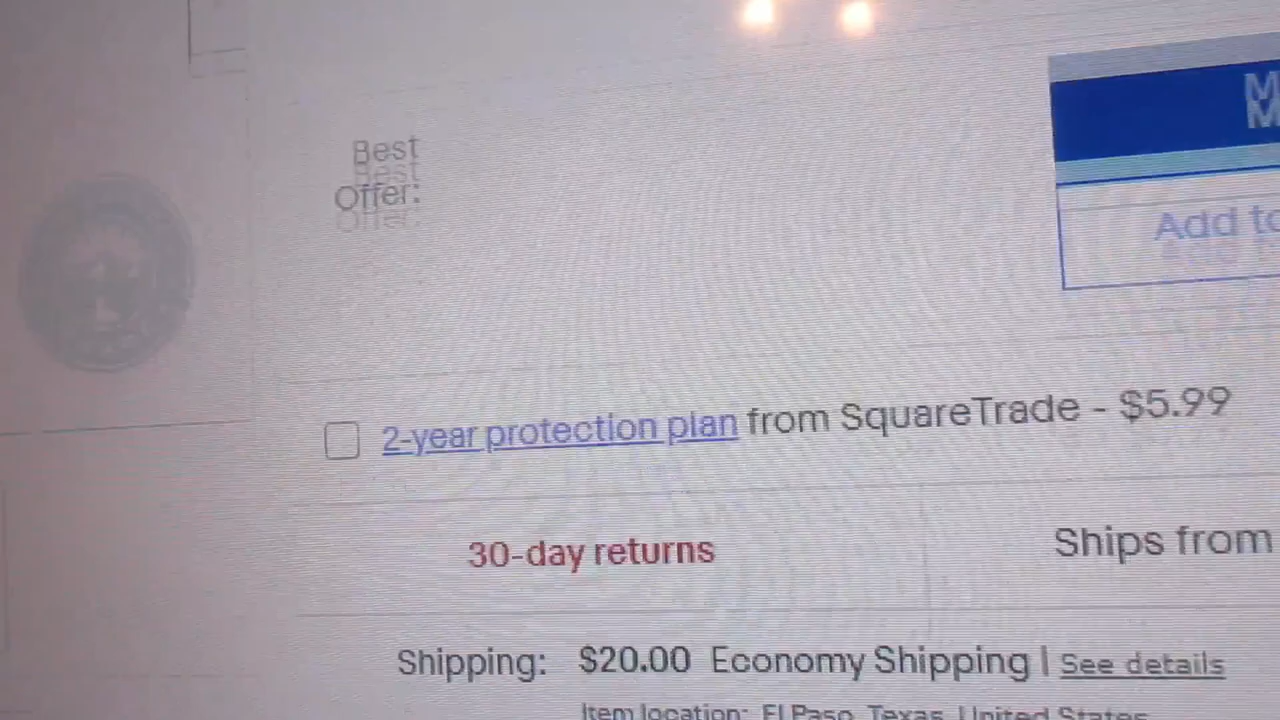 Best
Offer:
M
Add to
2-year protection plan from SquareTrade - $5.99
30-day returns
Ships from
Shipping: $20.00 Economy Shipping | See details
Item location: El Paso, Texas, United States